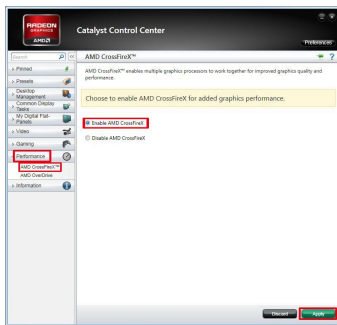 RADEON
GRAPHICS
AMD
Catalyst Control Center
Preferences
Search
AMD CrossFireX™
Pinned
Presets
Desktop
Management
Common Display
Tasks
My Digital Flat-
Panels
Video
Gaming
Performance
AMD CrossFireX™
AMD OverDrive
Information
AMD CrossFireX™ enables multiple graphics processors to work together for improved graphics quality and
performance.
Choose to enable AMD CrossFireX for added graphics performance.
Enable AMD CrossFireX
Disable AMD CrossFireX
Discard
Apply